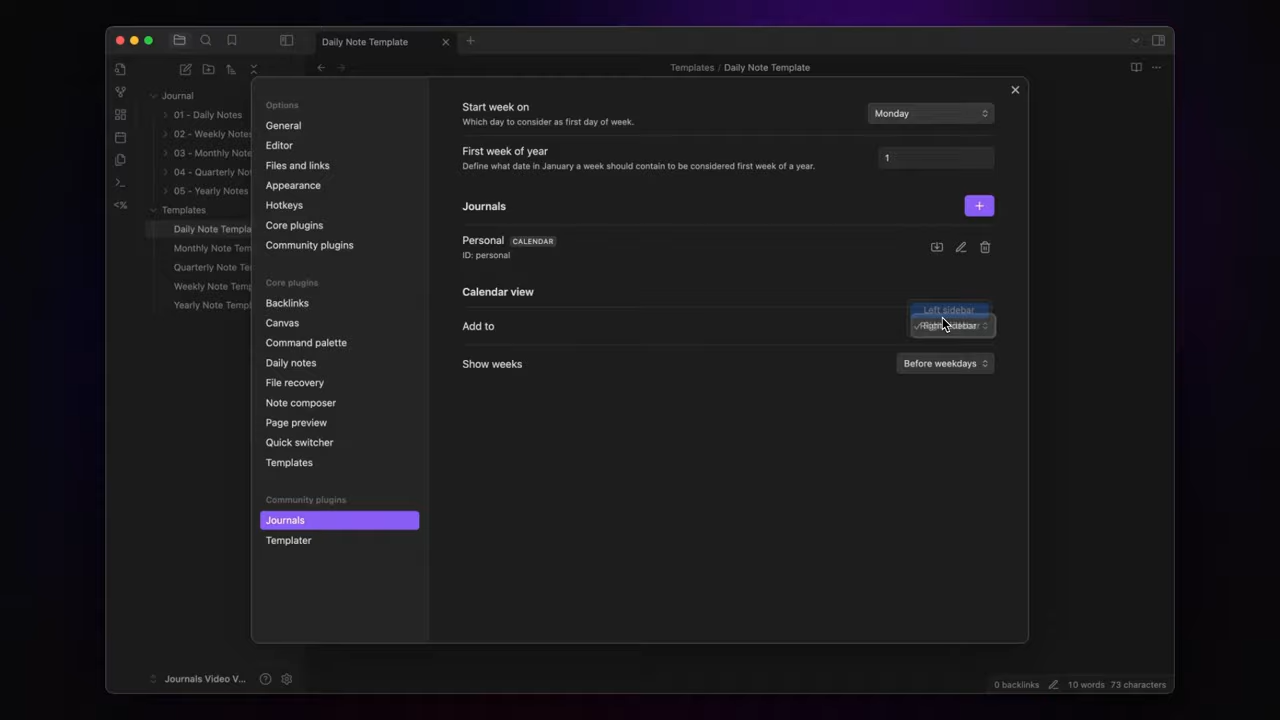 Daily Note Template
Templates / Daily Note Template
Journal
01 - Daily Notes
02 - Weekly Notes
03 - Monthly Note
04 - Quarterly Not
05 - Yearly Notes
Templates
Daily Note Templa
Monthly Note Tem
Quarterly Note Te
Weekly Note Templ
Yearly Note Templ
Journals Video V...
Options
General
Editor
Files and links
Appearance
Hotkeys
Core plugins
Community plugins
Core plugins
Backlinks
Canvas
Command palette
Daily notes
File recovery
Note composer
Page preview
Quick switcher
Templates
Community plugins
Journals
Templater
Start week on
Which day to consider as first day of week.
Monday
First week of year
Define what date in January a week should contain to be considered first week of a year.
1
Journals
Personal CALENDAR
ID: personal
Calendar view
Left sidebar
Add to
Show weeks
Before weekdays
0 backlinks 10 words 73 characters